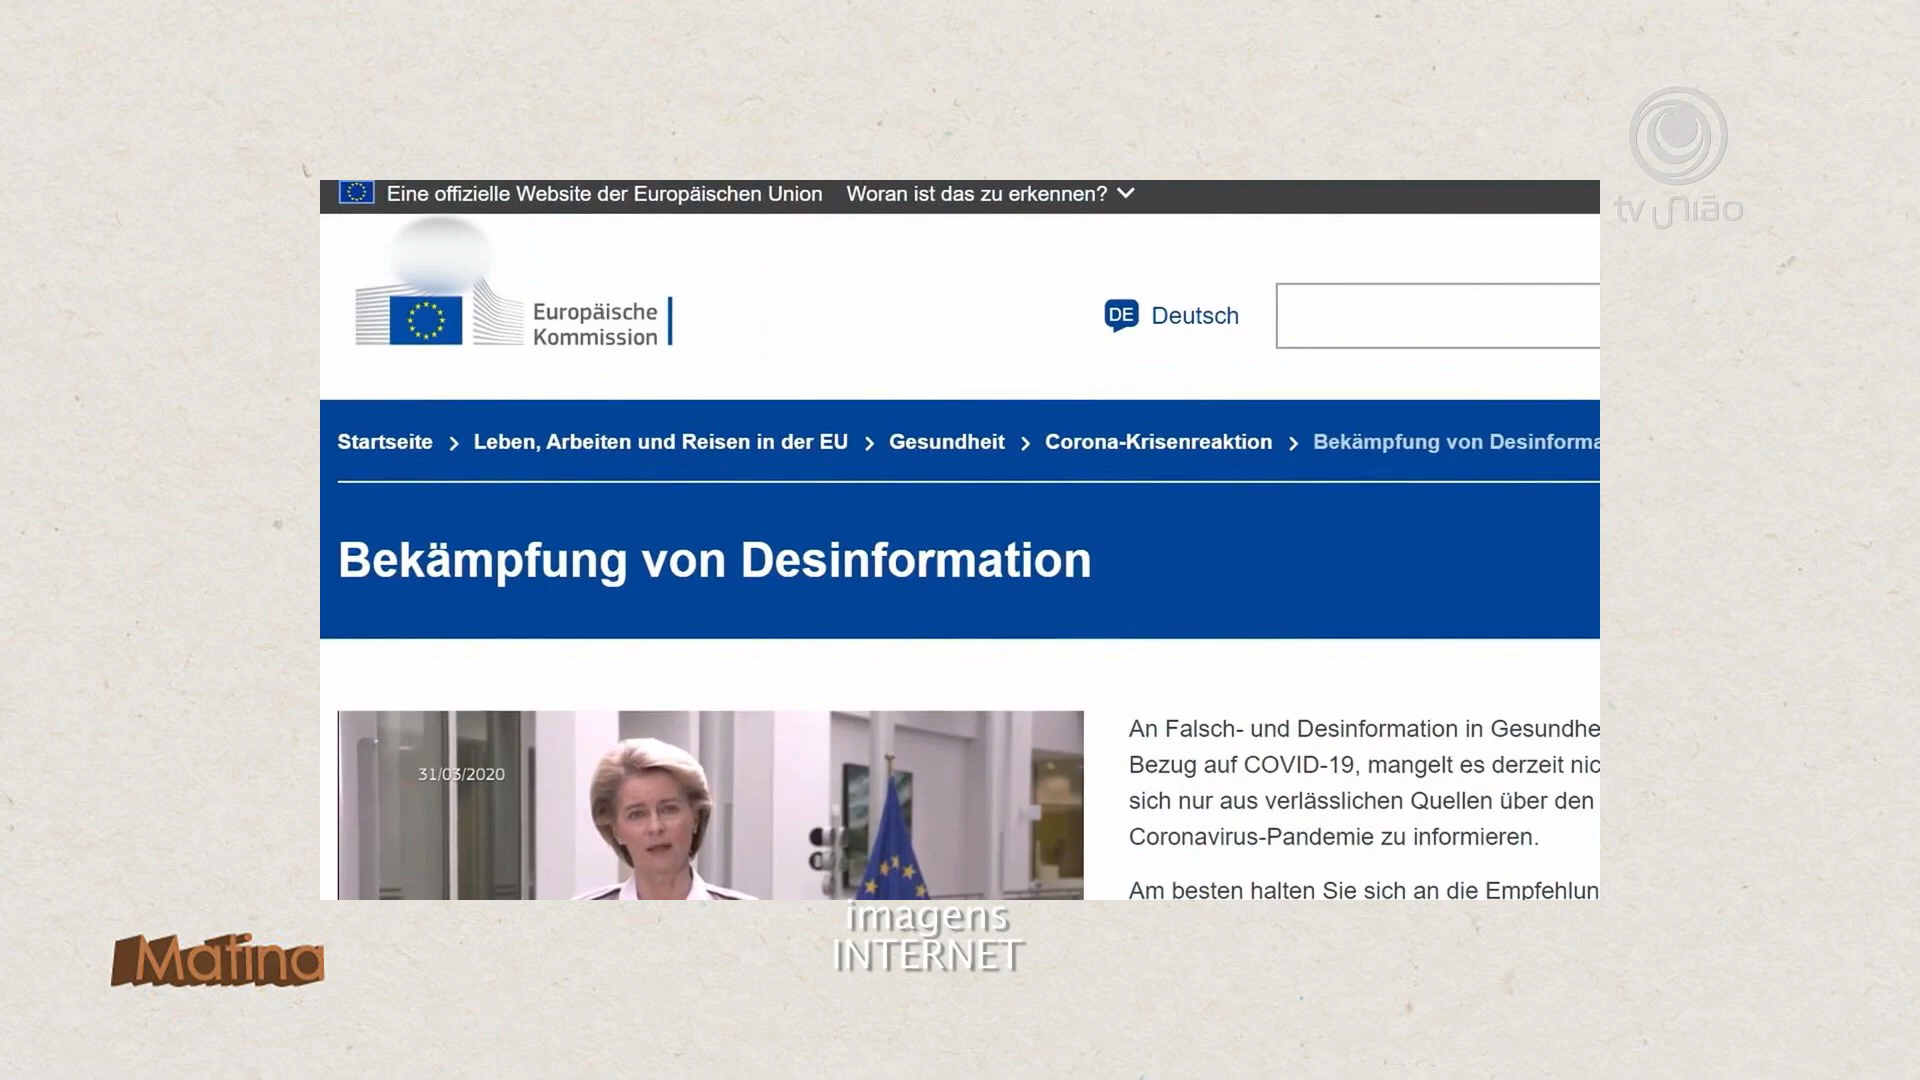 tv União
Eine offizielle Website der Europäischen Union Woran ist das zu erkennen?
Europäische
Kommission
DE Deutsch
Startseite > Leben, Arbeiten und Reisen in der EU > Gesundheit > Corona-Krisenreaktion > Bekämpfung von Desinforma
Bekämpfung von Desinformation
31/03/2020
An Falsch- und Desinformation in Gesundhe
Bezug auf COVID-19, mangelt es derzeit nic
sich nur aus verlässlichen Quellen über den
Coronavirus-Pandemie zu informieren.
Am besten halten Sie sich an die Empfehlun
imagens
INTERNET
Matina